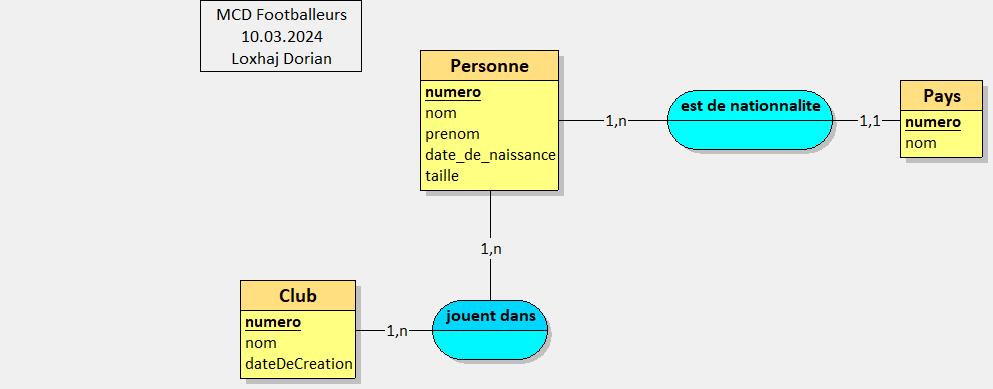 MCD Footballeurs
10.03.2024
Loxhaj Dorian
Personne
numero
nom
prenom
date_de_naissance
taille
1,n
est de nationnalite
1,1
Pays
numero
nom
1,n
Club
numero
nom
dateDeCreation
1,n
jouent dans